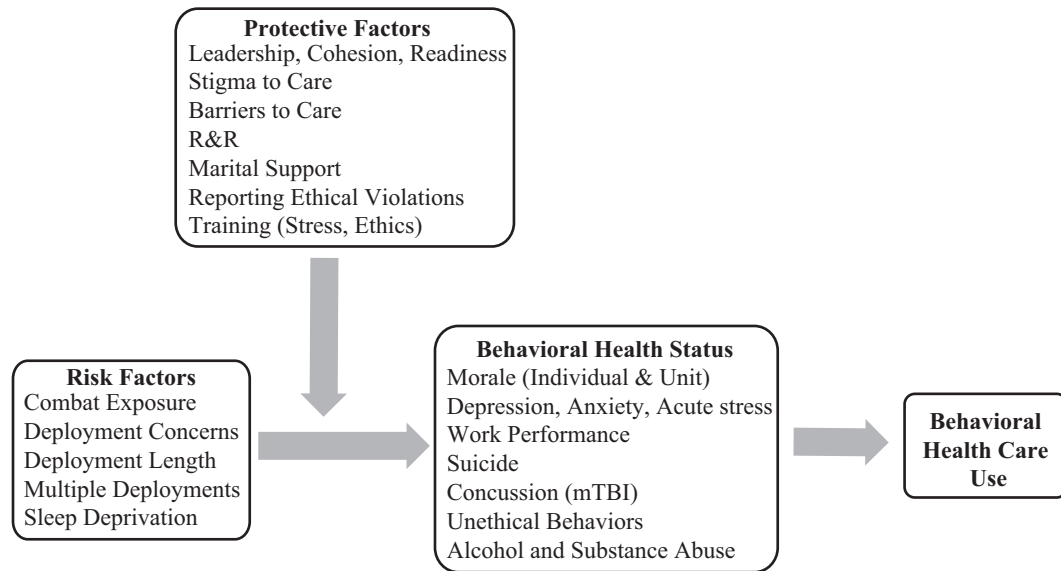 Protective Factors
Leadership, Cohesion, Readiness
Stigma to Care
Barriers to Care
R&R
Marital Support
Reporting Ethical Violations
Training (Stress, Ethics)
Risk Factors
Combat Exposure
Deployment Concerns
Deployment Length
Multiple Deployments
Sleep Deprivation
Behavioral Health Status
Morale (Individual & Unit)
Depression, Anxiety, Acute stress
Work Performance
Suicide
Concussion (mTBI)
Unethical Behaviors
Alcohol and Substance Abuse
Behavioral
Health Care
Use